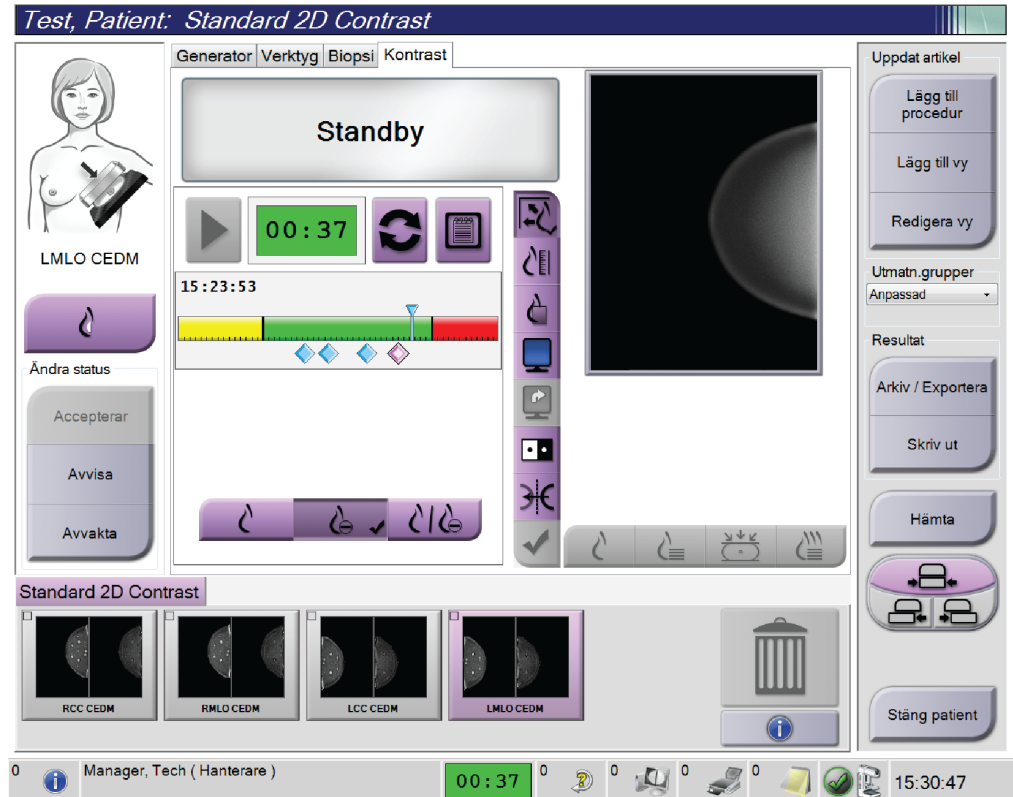 Test, Patient: Standard 2D Contrast
Generator Verktyg Biopsi Kontrast
Standby
00:37
15:23:53
LMLO CEDM
Ändra status
Accepterar
Avvisa
Avvakta
Uppdat artikel
Lägg till
procedur
Lägg till vy
Redigera vy
Utmatn.grupper
Anpassad
Resultat
Arkiv / Exportera
Skriv ut
Hämta
Stäng patient
Standard 2D Contrast
RCC CEDM
RMLO CEDM
LCC CEDM
LMLO CEDM
0 Manager, Tech ( Hanterare ) 00:37 0 0 0 0 15:30:47